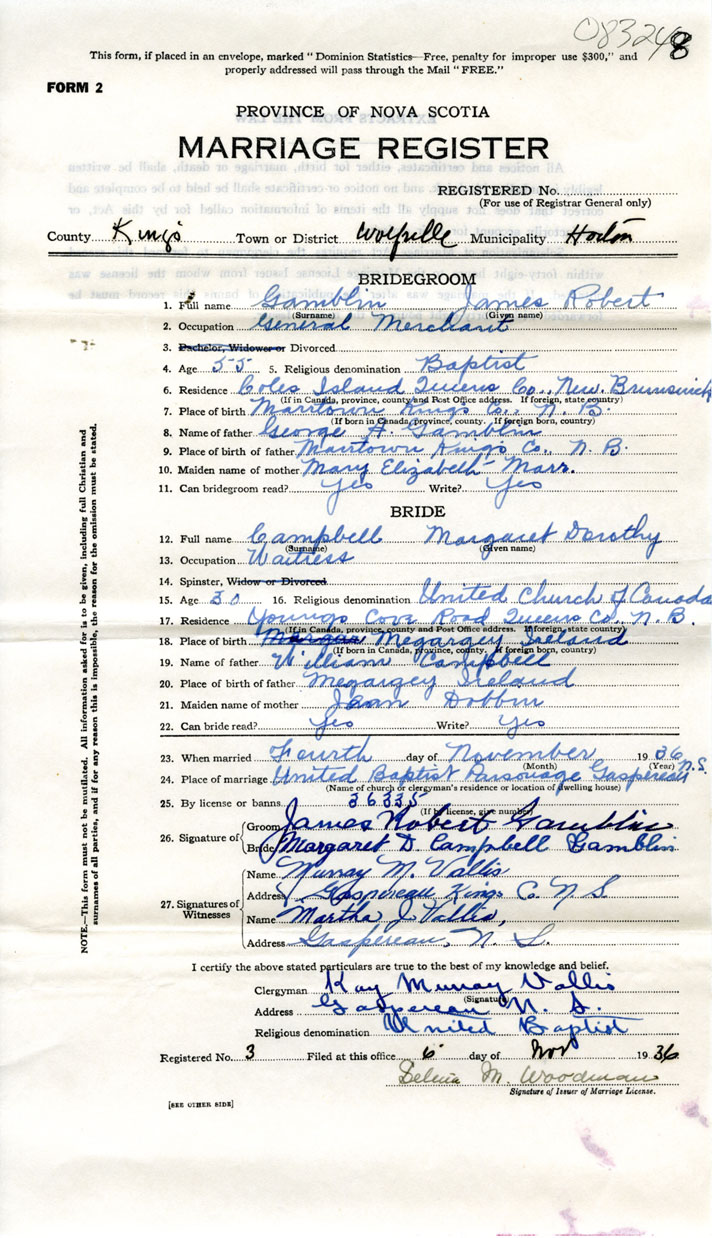 083248
This form, if placed in an envelope, marked "Dominion Statistics—Free, penalty for improper use $300," and
properly addressed will pass through the Mail "FREE."
FORM 2
PROVINCE OF NOVA SCOTIA
MARRIAGE REGISTER
REGISTERED No.
(For use of Registrar General only)
County Kings Town or District Wolfville Municipality Horton
BRIDEGROOM
1. Full name Gamblin James Robert
(Surname) (Given name)
2. Occupation General Merchant
3. Bachelor, Widower or Divorced
4. Age 55 5. Religious denomination Baptist
6. Residence Coles Island Queens Co., New Brunswick
(If in Canada, province, county and Post Office address. If foreign, state country)
7. Place of birth Marrtown Kings Co., N. B.
(If born in Canada, province, county. If foreign born, country)
8. Name of father George A. Gamblin
9. Place of birth of father Marrtown Kings Co., N. B.
10. Maiden name of mother Mary Elizabeth Marr.
11. Can bridegroom read? Yes Write? Yes
BRIDE
12. Full name Campbell Margaret Dorothy
(Surname) (Given name)
13. Occupation Waitress
14. Spinster, Widow or Divorced
15. Age 30 16. Religious denomination United Church of Canada
17. Residence Youngs Cove Road Queens Co., N. B.
(If in Canada, province, county and Post Office address. If foreign, state country)
18. Place of birth Megargey Ireland
(If born in Canada, province, county. If foreign born, country)
19. Name of father William Campbell
20. Place of birth of father Megargey Ireland
21. Maiden name of mother Jean Dobbin
22. Can bride read? Yes Write? Yes
23. When married Fourth day of November 1936
(Month) (Year)
24. Place of marriage United Baptist Parsonage Gaspereau N.S.
(Name of church or clergyman's residence or location of dwelling house)
25. By license or banns 36335
(If by license, give number)
26. Signature of Groom James Robert Gamblin
Bride Margaret D. Campbell Gamblin
27. Signatures of Witnesses
Name Murray M. Vallis
Address Gaspereau Kings Co. N S
Name Martha J. Vallis,
Address Gaspereau, N. S.
I certify the above stated particulars are true to the best of my knowledge and belief.
Clergyman Kay Murray Vallis
(Signature)
Address Gaspereau N. S.
Religious denomination United Baptist
Registered No. 3 Filed at this office 6 day of Nov 1936
Selena M. Woodman
Signature of Issuer of Marriage License.
[SEE OTHER SIDE]
NOTE.—This form must not be mutilated. All information asked for is to be given, including full Christian and
surnames of all parties, and if for any reason this is impossible, the reason for the omission must be stated.